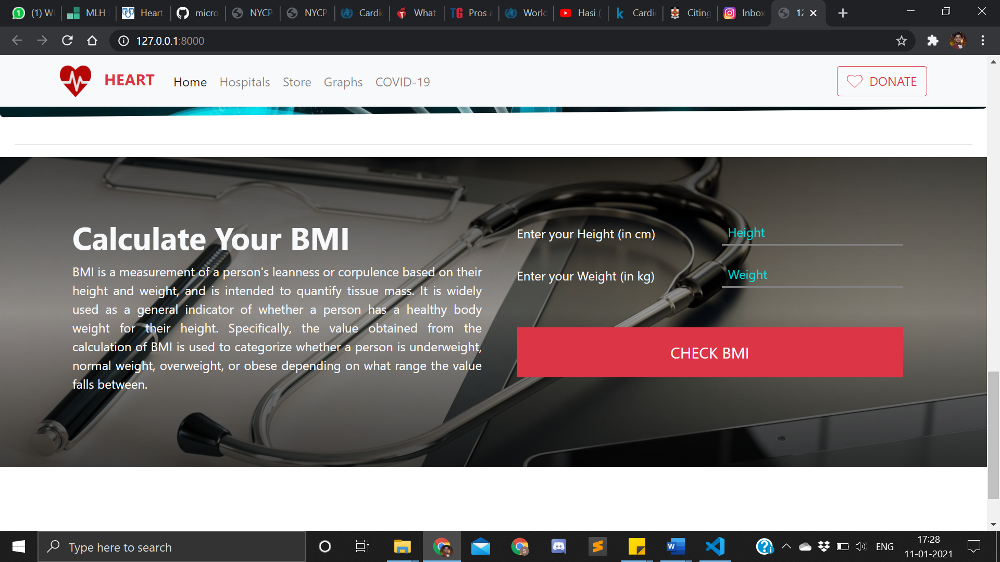 (1) W
MLH
Heart
micro
NYCP
NYCP
Cardi
What
Pros a
World
Hasi (
Cardi
Citing
Inbox
12
127.0.0.1:8000
HEART
Home
Hospitals
Store
Graphs
COVID-19
DONATE
Calculate Your BMI
BMI is a measurement of a person's leanness or corpulence based on their
height and weight, and is intended to quantify tissue mass. It is widely
used as a general indicator of whether a person has a healthy body
weight for their height. Specifically, the value obtained from the
calculation of BMI is used to categorize whether a person is underweight,
normal weight, overweight, or obese depending on what range the value
falls between.
Enter your Height (in cm)
Height
Enter your Weight (in kg)
Weight
CHECK BMI
Type here to search
ENG
17:28
11-01-2021